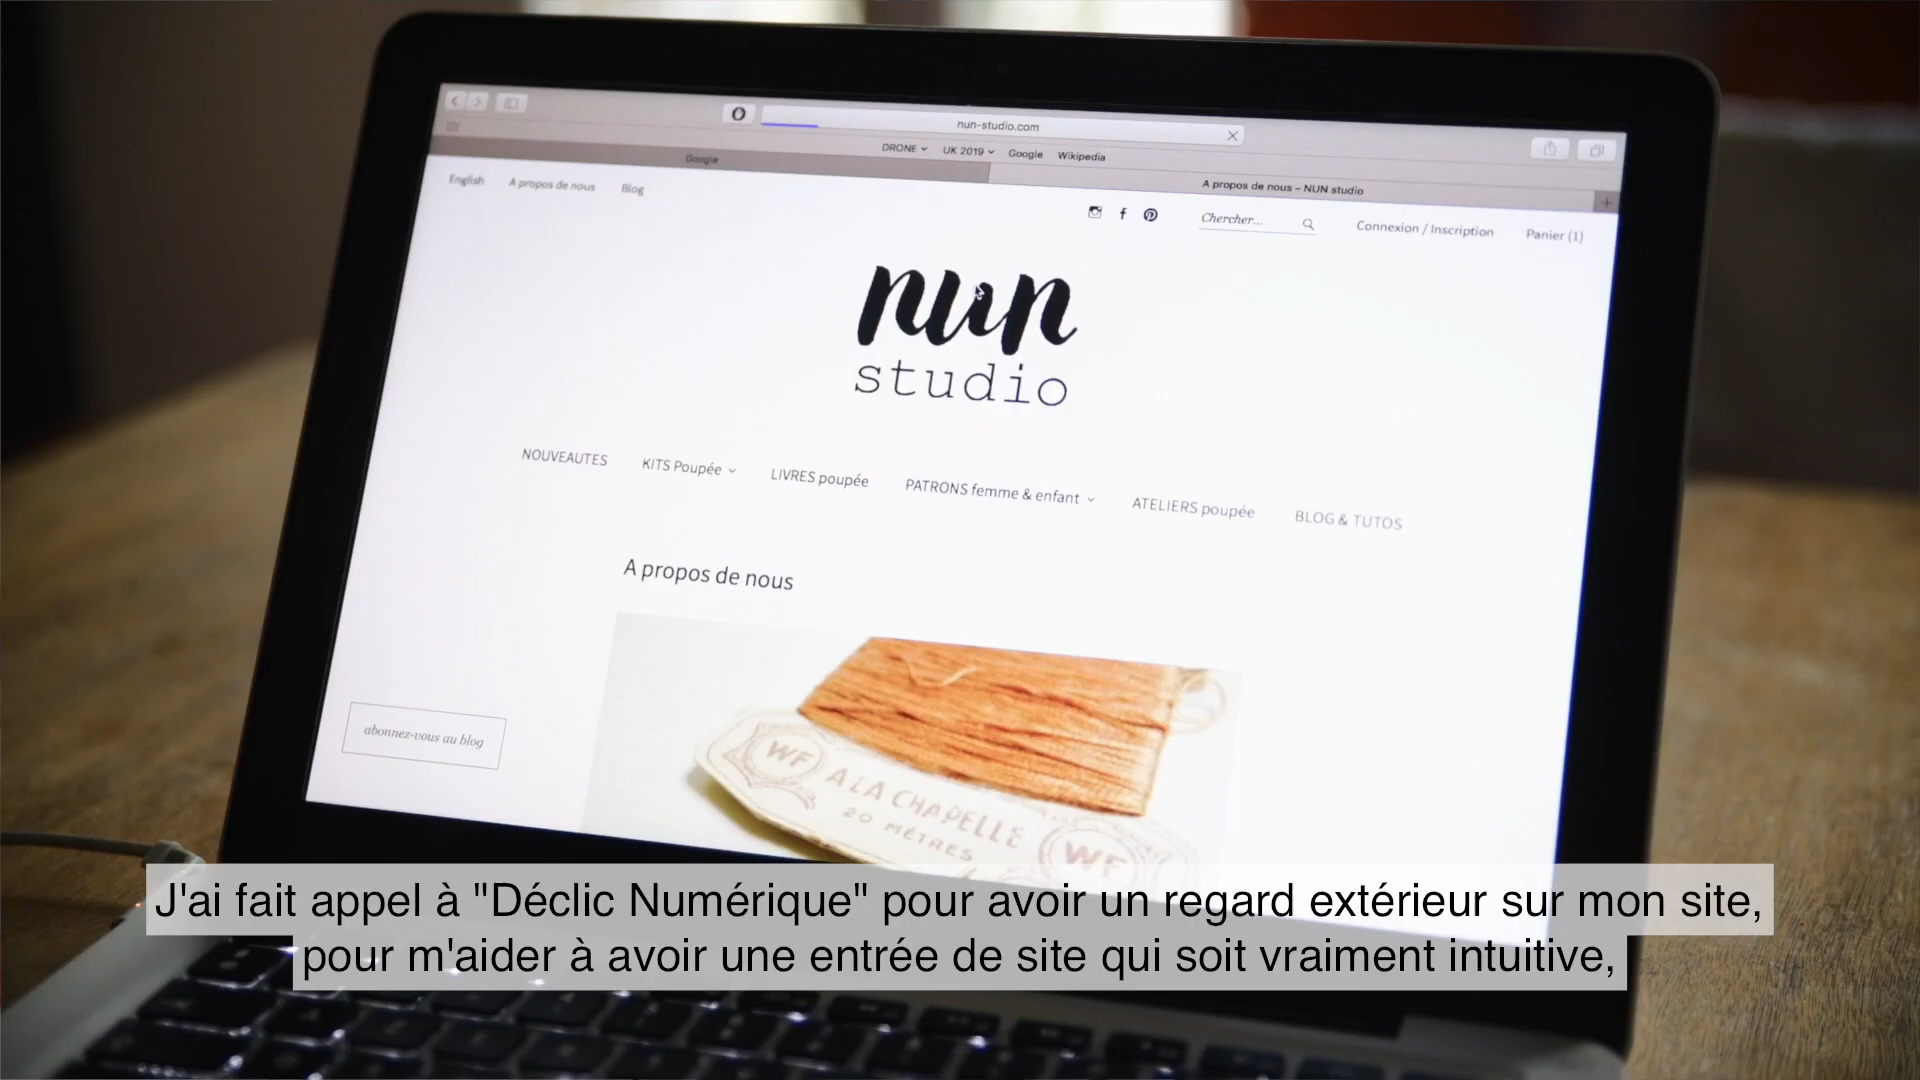 nun-studio.com
DRONE UK 2019 Google Wikipedia
Google
A propos de nous – NUN studio
English A propos de nous Blog
Chercher... Connexion / Inscription Panier (1)
nun
studio
NOUVEAUTES KITS Poupée LIVRES poupée PATRONS femme & enfant ATELIERS poupée BLOG & TUTOS
A propos de nous
abonnez-vous au blog
WF A LA CHAPELLE WF
20 MÈTRES
J'ai fait appel à "Déclic Numérique" pour avoir un regard extérieur sur mon site,
pour m'aider à avoir une entrée de site qui soit vraiment intuitive,